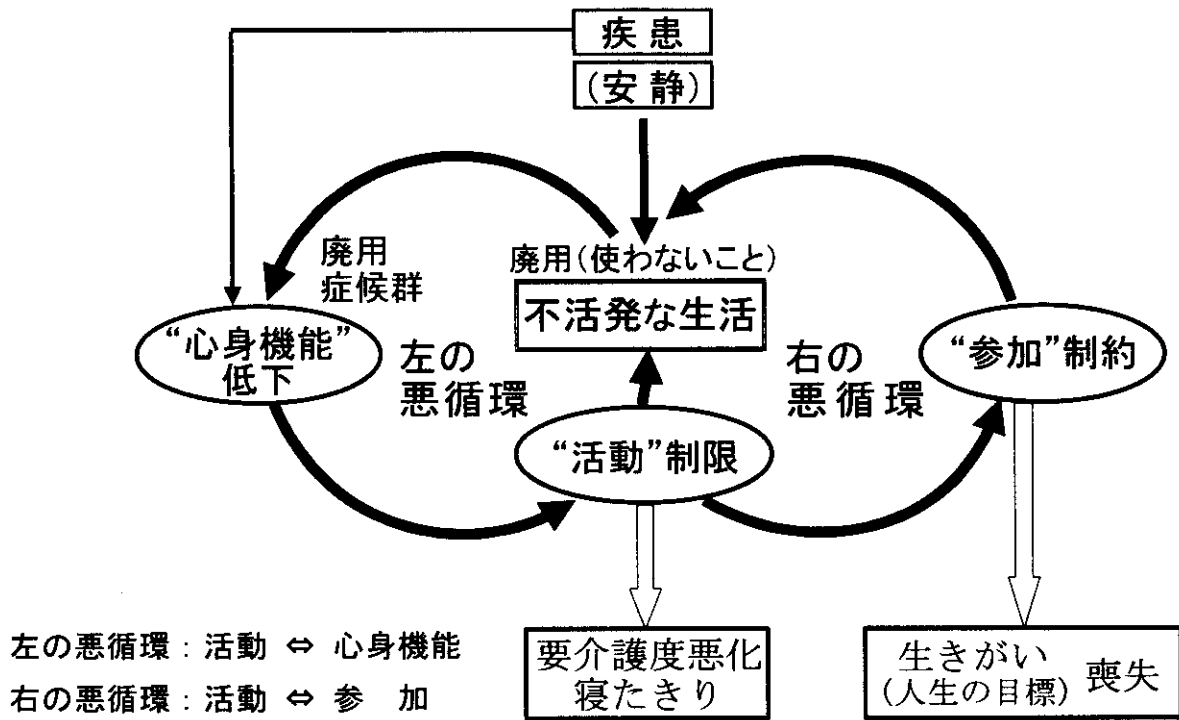 疾患
(安静)
廃用(使わないこと)
不活発な生活
廃用
症候群
“心身機能”
低下
左の
悪循環
右の
悪循環
“参加”制約
“活動”制限
左の悪循環:活動 ⇔ 心身機能
右の悪循環:活動 ⇔ 参 加
要介護度悪化
寝たきり
生きがい
(人生の目標)
喪失